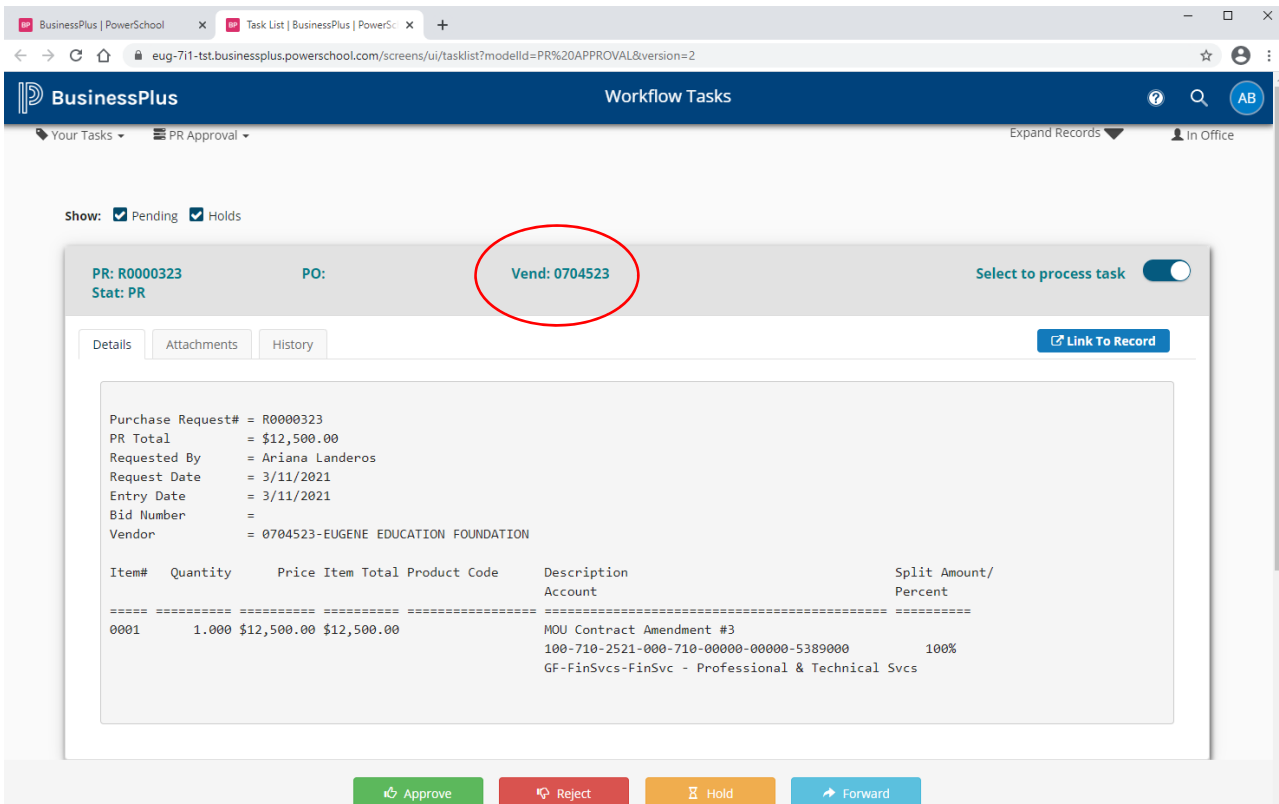 BusinessPlus | PowerSchool
Task List | BusinessPlus | PowerSc
eug-7i1-tst.businessplus.powerschool.com/screens/ui/tasklist?modelId=PR%20APPROVAL&version=2
BusinessPlus Workflow Tasks ? AB
Your Tasks PR Approval Expand Records In Office
Show: Pending Holds
PR: R0000323 PO: Vend: 0704523 Select to process task
Stat: PR
Details Attachments History Link To Record
Purchase Request# = R0000323
PR Total = $12,500.00
Requested By = Ariana Landeros
Request Date = 3/11/2021
Entry Date = 3/11/2021
Bid Number =
Vendor = 0704523-EUGENE EDUCATION FOUNDATION
Item# Quantity Price Item Total Product Code Description Split Amount/
Account Percent
===== ========== ========== ========== ================= ============================================= ==========
0001 1.000 $12,500.00 $12,500.00 MOU Contract Amendment #3
100-710-2521-000-710-00000-00000-5389000 100%
GF-FinSvcs-FinSvc - Professional & Technical Svcs
Approve Reject Hold Forward